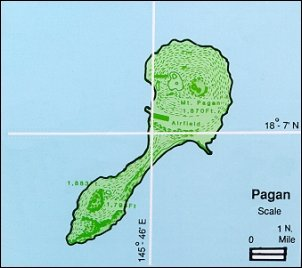 Mt. Pagan
1,870Ft
Airfield
18° - 7' N
145° - 46' E
Pagan
Scale
1 N.
0 Mile